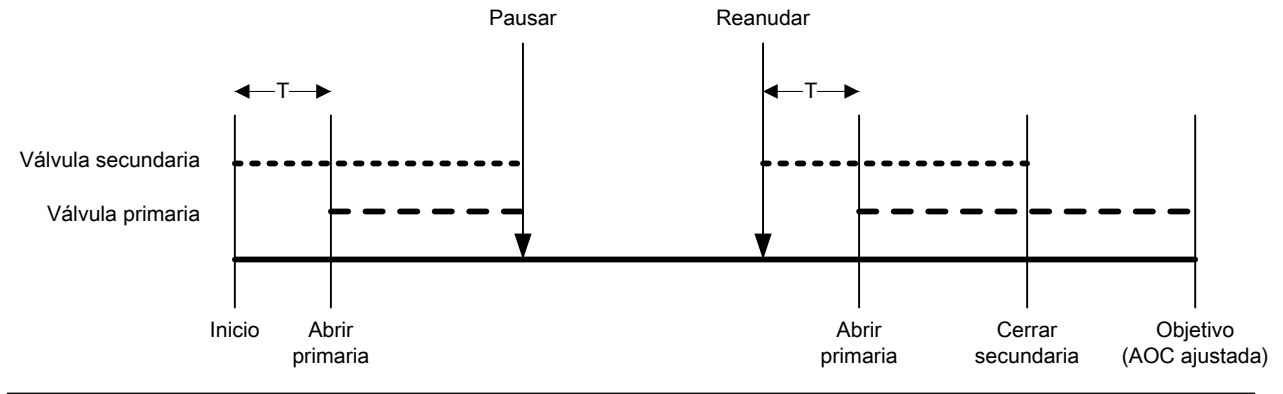 Pausar
Reanudar
T
T
Válvula secundaria
Válvula primaria
Inicio
Abrir
primaria
Abrir
primaria
Cerrar
secundaria
Objetivo
(AOC ajustada)